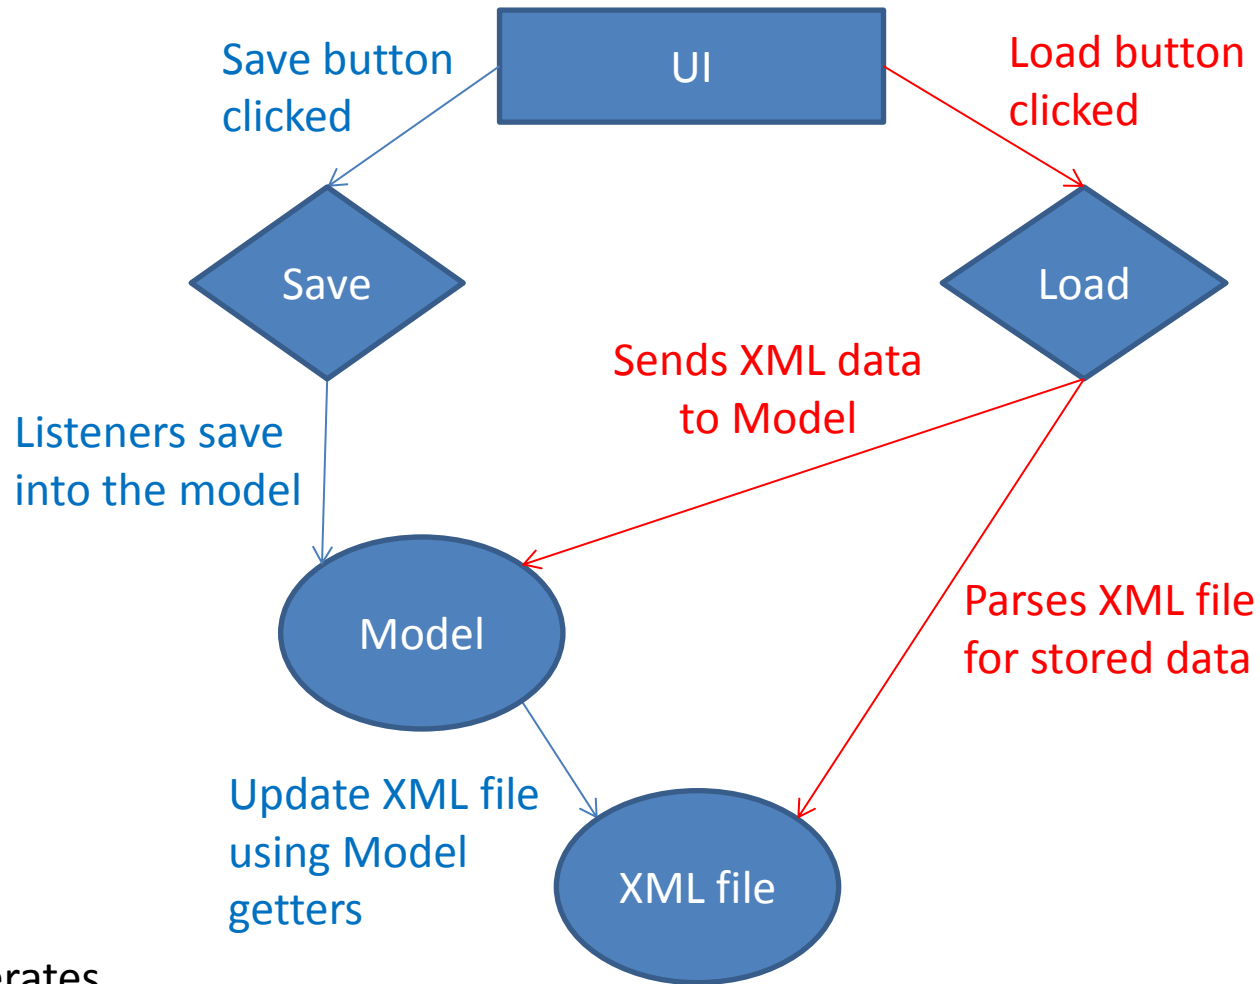 Save button
clicked
UI
Load button
clicked
Save
Load
Sends XML data
to Model
Listeners save
into the model
Model
Parses XML file
for stored data
Update XML file
using Model
getters
XML file